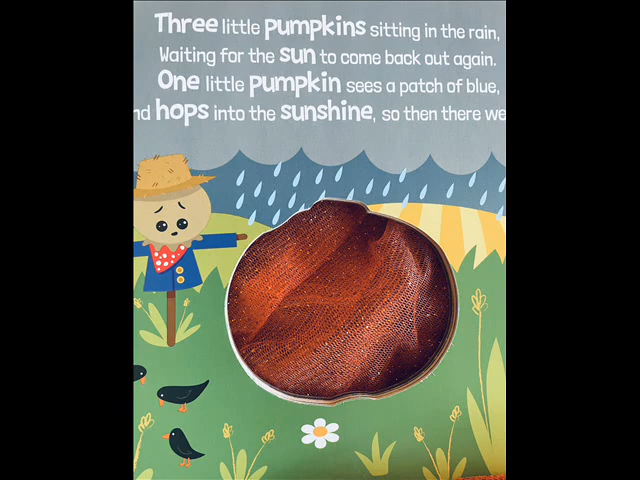 Three little pumpkins sitting in the rain,
Waiting for the sun to come back out again.
One little pumpkin sees a patch of blue,
nd hops into the sunshine, so then there we